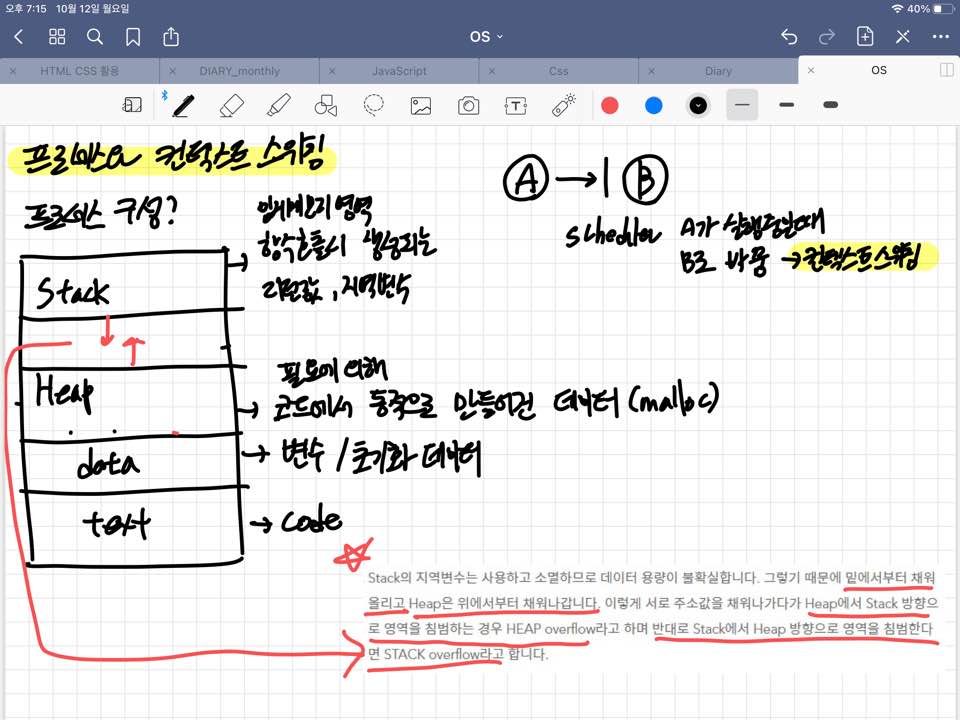 오후 7:15 10월 12일 월요일
40%
OS
HTML CSS 활용
DIARY_monthly
JavaScript
Css
Diary
OS
프로세스와 컨텍스트 스위칭
A → B
프로세스 구성?
임시메모리영역
함수호출시 생성되는
리턴값, 지역변수
scheduler A가 실행중일때
B로 바뀜 → 컨텍스트스위칭
Stack
Heap
필요에 의해
코드에서 동적으로 만들어진 데이터 (malloc)
data
변수 / 초기화 데이터
text
code
Stack의 지역변수는 사용하고 소멸하므로 데이터 용량이 불확실합니다. 그렇기 때문에 밑에서부터 채워
올리고 Heap은 위에서부터 채워나갑니다. 이렇게 서로 주소값을 채워나가다가 Heap에서 Stack 방향으
로 영역을 침범하는 경우 HEAP overflow라고 하며 반대로 Stack에서 Heap 방향으로 영역을 침범한다
면 STACK overflow라고 합니다.